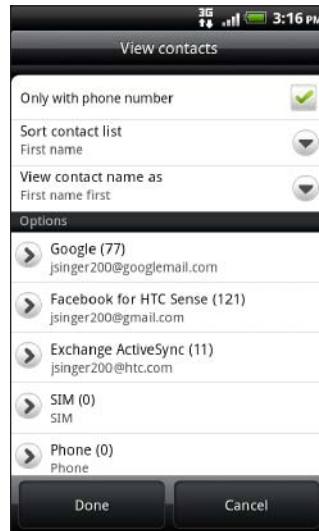 3G 3:16 PM
View contacts
Only with phone number
Sort contact list
First name
View contact name as
First name first
Options
Google (77)
jsinger200@googlemail.com
Facebook for HTC Sense (121)
jsinger200@gmail.com
Exchange ActiveSync (11)
jsinger200@htc.com
SIM (0)
SIM
Phone (0)
Phone
Done Cancel